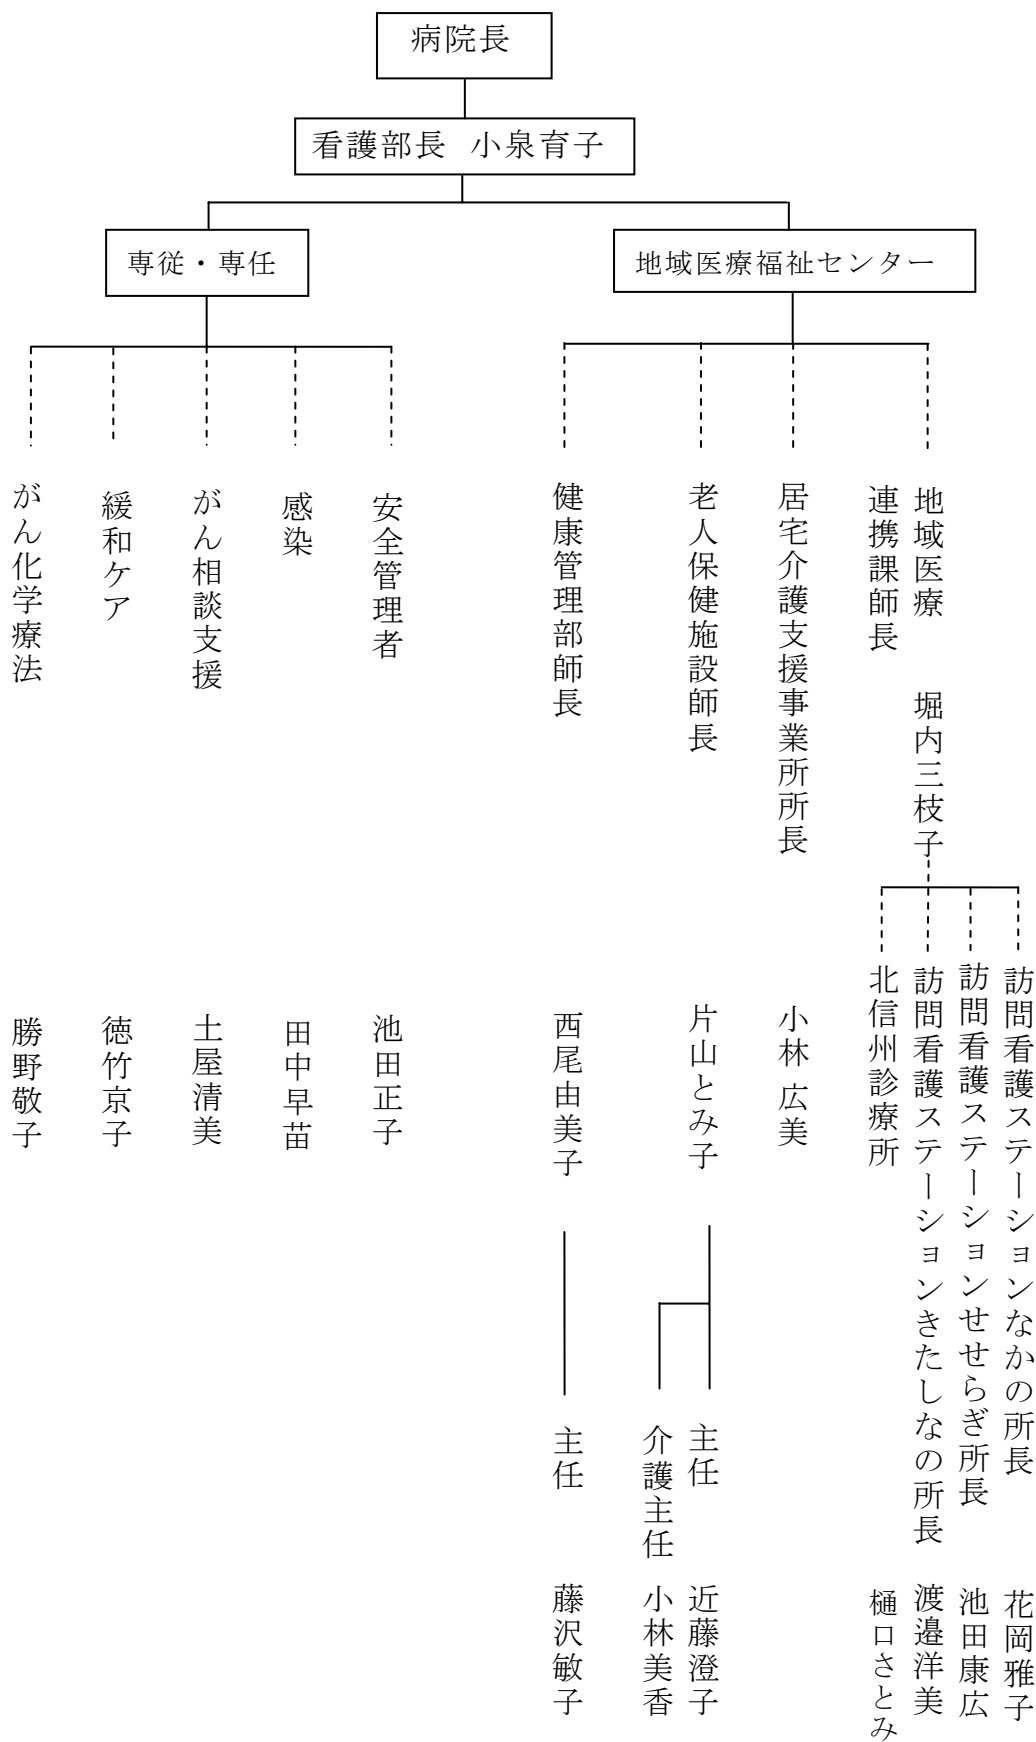 病院長
看護部長 小泉育子
専従・専任
地域医療福祉センター
地域医療
連携課師長
堀内三枝子
訪問看護ステーションなかの所長
花岡雅子
訪問看護ステーションせせらぎ所長
池田康広
訪問看護ステーションきたしなの所長
渡邉洋美
北信州診療所
樋口さとみ
居宅介護支援事業所所長
小林 広美
老人保健施設師長
片山とみ子
主任
近藤澄子
介護主任
小林美香
健康管理部師長
西尾由美子
主任
藤沢敏子
安全管理者
池田正子
感染
田中早苗
がん相談支援
土屋清美
緩和ケア
徳竹京子
がん化学療法
勝野敬子